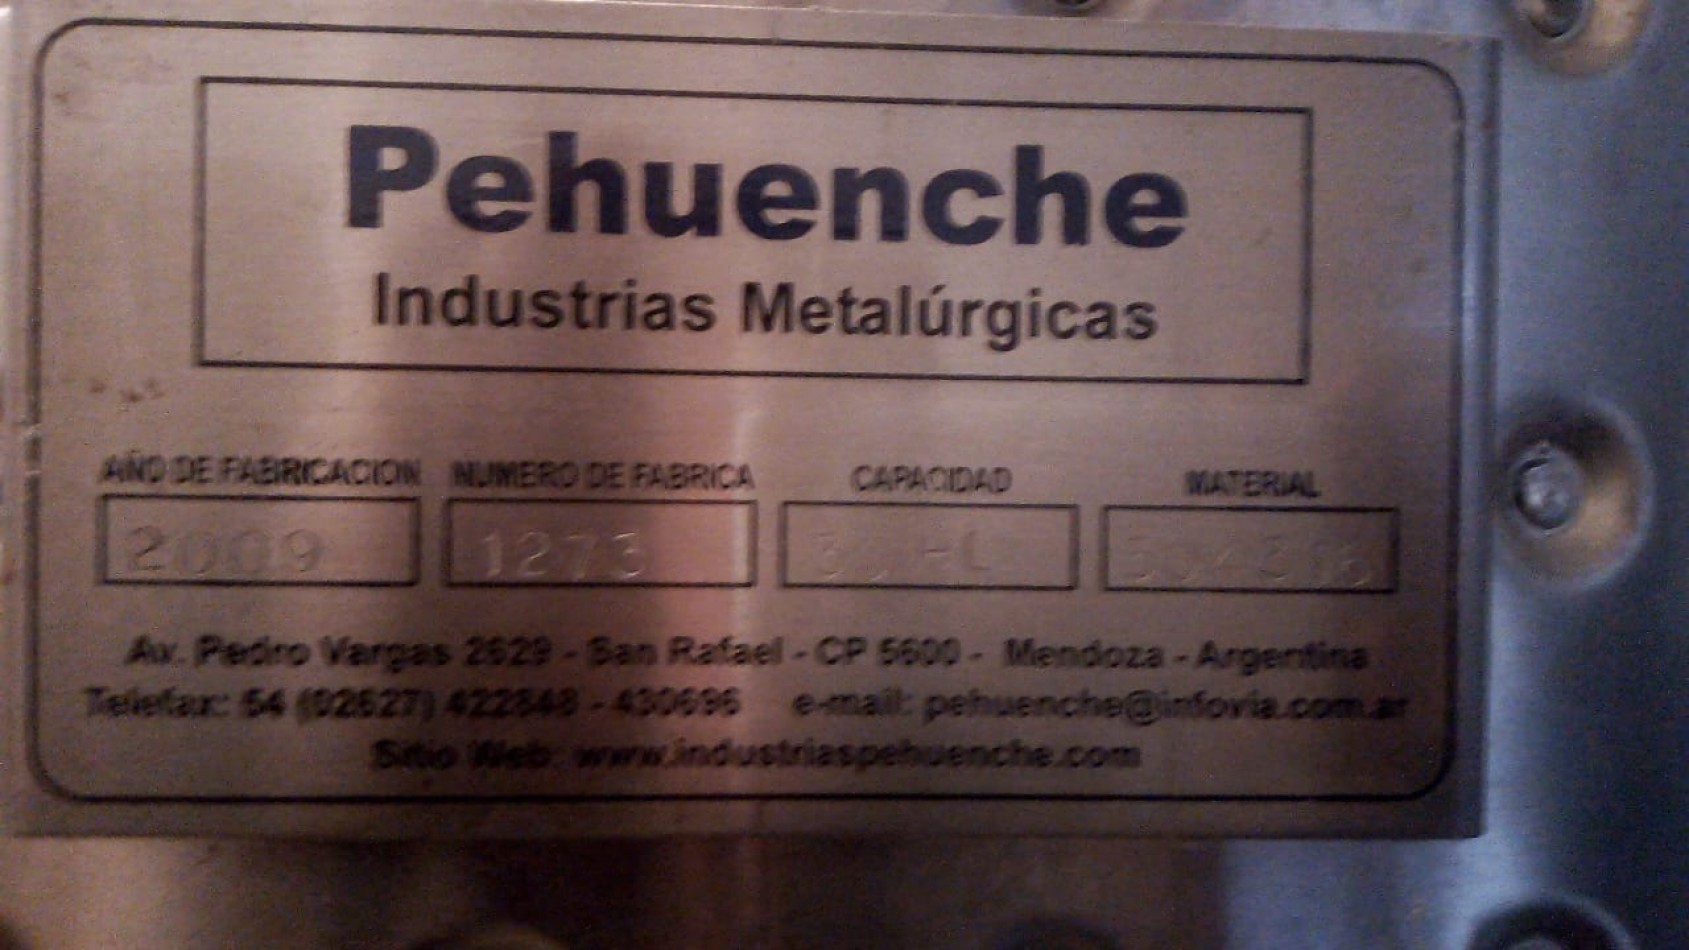 Pehuenche
Industrias Metalúrgicas
AÑO DE FABRICACION NUMERO DE FABRICA CAPACIDAD MATERIAL
2009 1273
Av. Pedro Vargas 2629 - San Rafael - CP 5600 - Mendoza - Argentina
Telefax: 54 (02627) 422848 - 430696 e-mail: pehuenche@infovia.com.ar
Sitio Web: www.industriaspehuenche.com